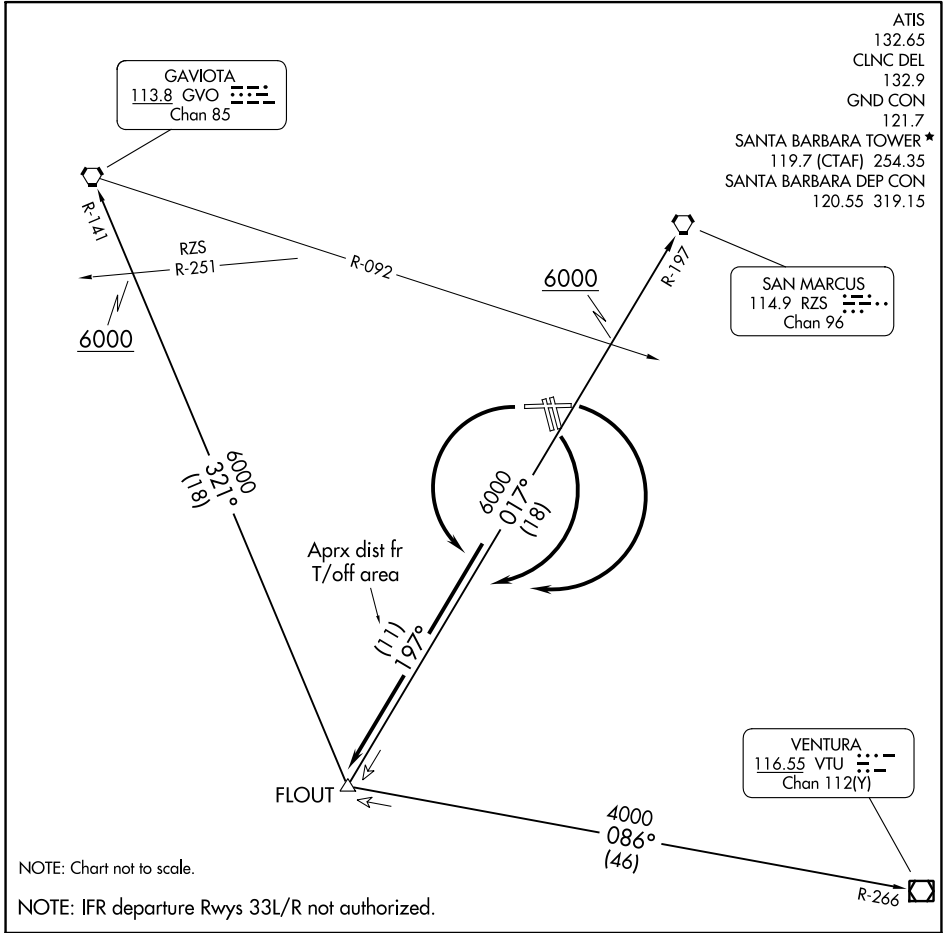 ATIS
132.65
CLNC DEL
132.9
GND CON
121.7
SANTA BARBARA TOWER★
119.7 (CTAF) 254.35
SANTA BARBARA DEP CON
120.55 319.15
GAVIOTA
113.8 GVO
Chan 85
R-141
RZS
R-251
R-092
6000
6000
R-197
SAN MARCUS
114.9 RZS
Chan 96
6000
321°
(18)
6000
017°
(18)
Aprx dist fr
T/off area
(11)
197°
FLOUT
VENTURA
116.55 VTU
Chan 112(Y)
4000
086°
(46)
R-266
NOTE: Chart not to scale.
NOTE: IFR departure Rwys 33L/R not authorized.